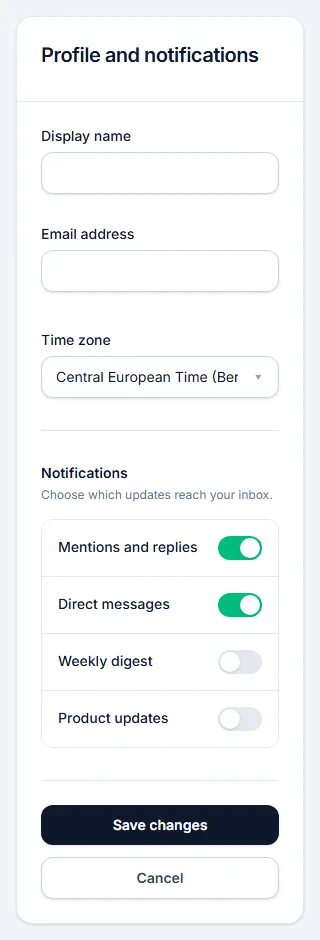 Profile and notifications
Display name
Email address
Time zone
Central European Time (Ber
Notifications
Choose which updates reach your inbox.
Mentions and replies
Direct messages
Weekly digest
Product updates
Save changes
Cancel